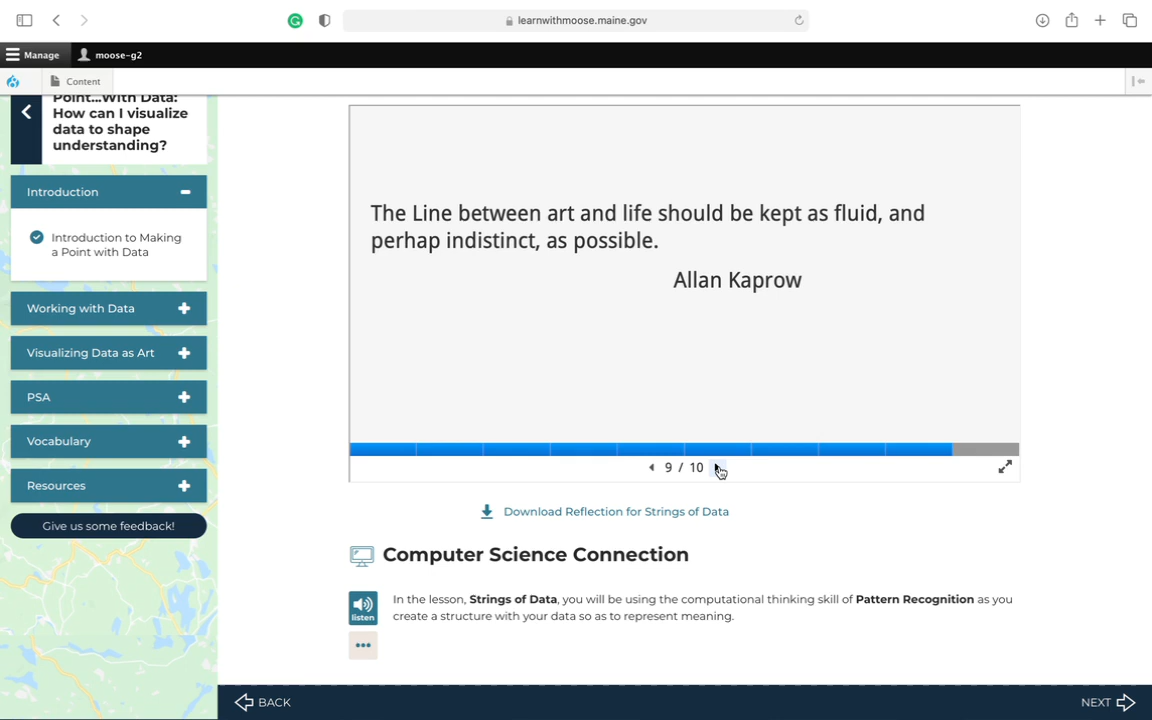 learnwithmoose.maine.gov
Manage
moose-g2
Content
Point...With Data:
How can I visualize
data to shape
understanding?
Introduction
Introduction to Making
a Point with Data
Working with Data
Visualizing Data as Art
PSA
Vocabulary
Resources
Give us some feedback!
The Line between art and life should be kept as fluid, and
perhap indistinct, as possible.
Allan Kaprow
9 / 10
Download Reflection for Strings of Data
Computer Science Connection
listen
In the lesson, Strings of Data, you will be using the computational thinking skill of Pattern Recognition as you
create a structure with your data so as to represent meaning.
BACK
NEXT